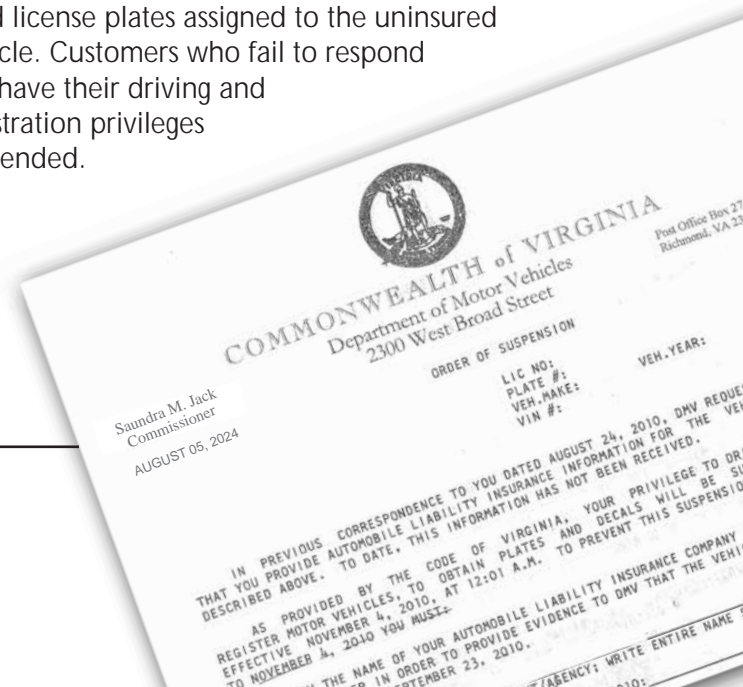 license plates assigned to the uninsured
cle. Customers who fail to respond
have their driving and
stration privileges
ended.
COMMONWEALTH of VIRGINIA
Department of Motor Vehicles
2300 West Broad Street
Post Office Box 27
Richmond, VA 23
Saundra M. Jack
Commissioner
AUGUST 05, 2024
ORDER OF SUSPENSION
LIC NO:
PLATE #:
VEH.MAKE:
VIN #:
VEH.YEAR:
IN PREVIOUS CORRESPONDENCE TO YOU DATED AUGUST 24, 2010, DMV REQUE
THAT YOU PROVIDE AUTOMOBILE LIABILITY INSURANCE INFORMATION FOR THE VEH
DESCRIBED ABOVE. TO DATE, THIS INFORMATION HAS NOT BEEN RECEIVED.
AS PROVIDED BY THE CODE OF VIRGINIA, YOUR PRIVILEGE TO DR
REGISTER MOTOR VEHICLES, TO OBTAIN PLATES AND DECALS WILL BE SU
EFFECTIVE NOVEMBER 4, 2010, AT 12:01 A.M. TO PREVENT THIS SUSPENSIO
TO NOVEMBER 4, 2010 YOU MUST:
THE NAME OF YOUR AUTOMOBILE LIABILITY INSURANCE COMPANY
IN ORDER TO PROVIDE EVIDENCE TO DMV THAT THE VEHI
SEPTEMBER 23, 2010.
/AGENCY; WRITE ENTIRE NAME
2010: